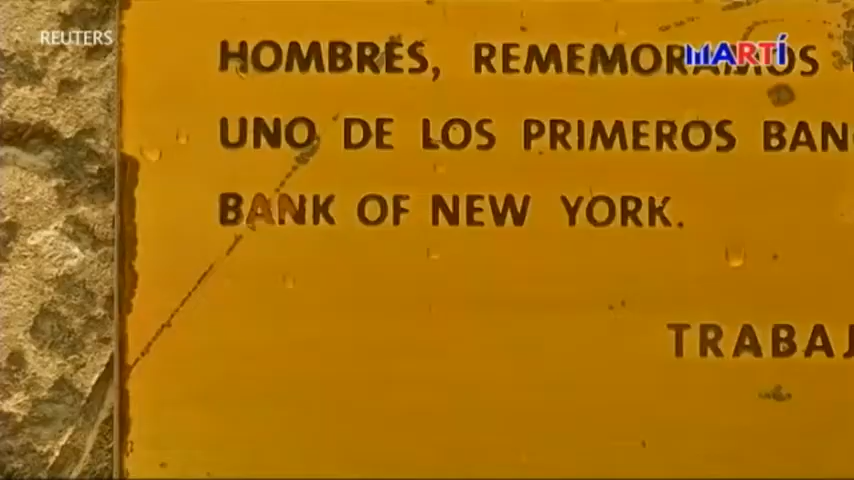 REUTERS
MARTÍ
HOMBRES, REMEMORAMOS
UNO DE LOS PRIMEROS BAN
BANK OF NEW YORK.
TRABAJ